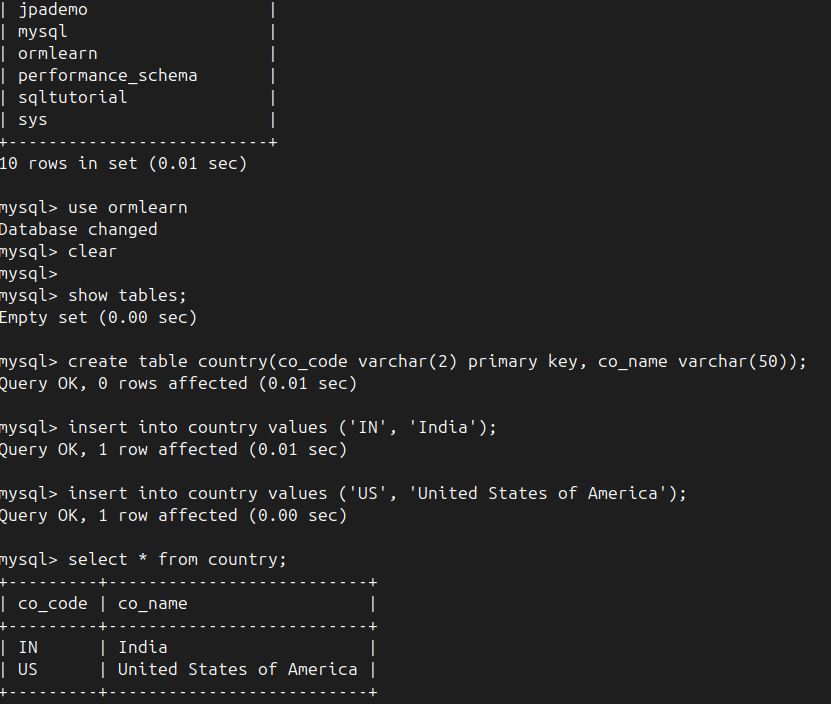 | jpademo                  |
| mysql                    |
| ormlearn                 |
| performance_schema       |
| sqltutorial              |
| sys                      |
+--------------------------+
10 rows in set (0.01 sec)

mysql> use ormlearn
Database changed
mysql> clear
mysql>
mysql> show tables;
Empty set (0.00 sec)

mysql> create table country(co_code varchar(2) primary key, co_name varchar(50));
Query OK, 0 rows affected (0.01 sec)

mysql> insert into country values ('IN', 'India');
Query OK, 1 row affected (0.01 sec)

mysql> insert into country values ('US', 'United States of America');
Query OK, 1 row affected (0.00 sec)

mysql> select * from country;
+---------+--------------------------+
| co_code | co_name                  |
+---------+--------------------------+
| IN      | India                    |
| US      | United States of America |
+---------+--------------------------+